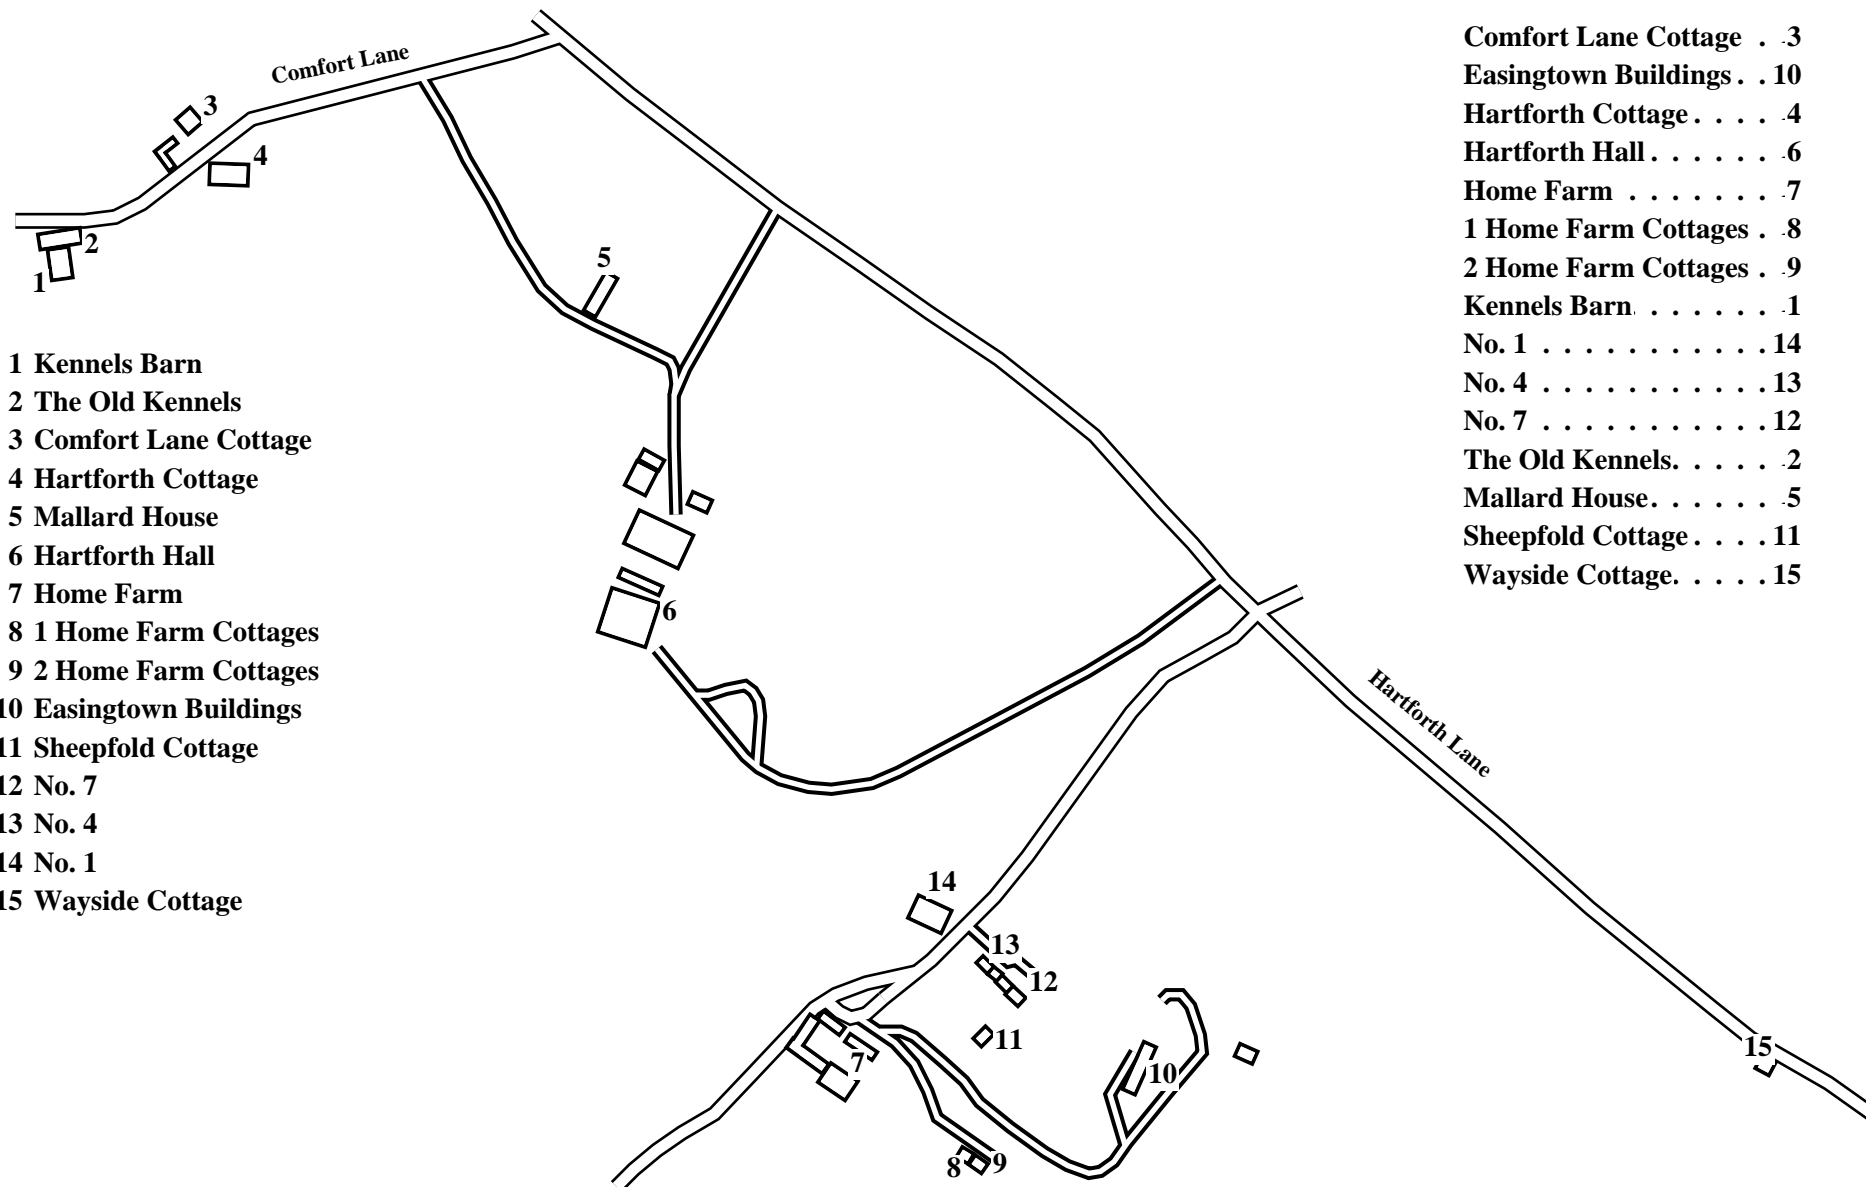 Comfort Lane
3
4
2
1
5
6
14
13
12
11
10
7
8
9
15
Hartforth Lane
1 Kennels Barn
2 The Old Kennels
3 Comfort Lane Cottage
4 Hartforth Cottage
5 Mallard House
6 Hartforth Hall
7 Home Farm
8 1 Home Farm Cottages
9 2 Home Farm Cottages
10 Easingtown Buildings
11 Sheepfold Cottage
12 No. 7
13 No. 4
14 No. 1
15 Wayside Cottage
Comfort Lane Cottage . . 3
Easingtown Buildings . . 10
Hartforth Cottage . . . . . 4
Hartforth Hall . . . . . . . 6
Home Farm . . . . . . . . 7
1 Home Farm Cottages . . 8
2 Home Farm Cottages . . 9
Kennels Barn . . . . . . . 1
No. 1 . . . . . . . . . . . 14
No. 4 . . . . . . . . . . . 13
No. 7 . . . . . . . . . . . 12
The Old Kennels . . . . . . 2
Mallard House . . . . . . . 5
Sheepfold Cottage . . . . 11
Wayside Cottage . . . . . 15